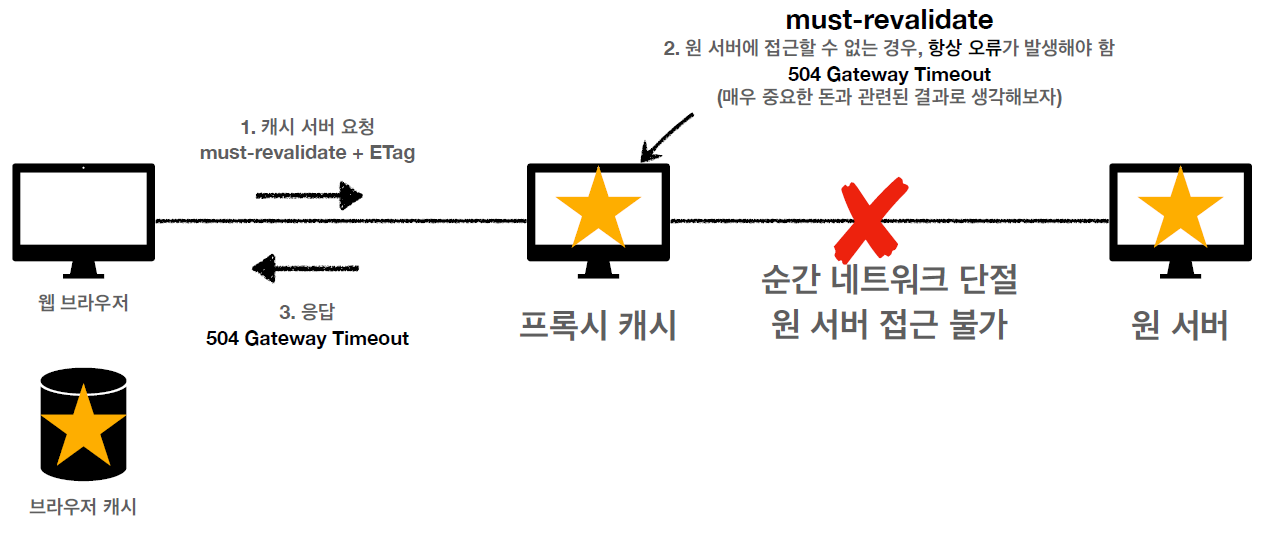 must-revalidate
2. 원 서버에 접근할 수 없는 경우, 항상 오류가 발생해야 함
504 Gateway Timeout
(매우 중요한 돈과 관련된 결과로 생각해보자)
1. 캐시 서버 요청
must-revalidate + ETag
웹 브라우저
3. 응답
504 Gateway Timeout
프록시 캐시
순간 네트워크 단절
원 서버 접근 불가
원 서버
브라우저 캐시